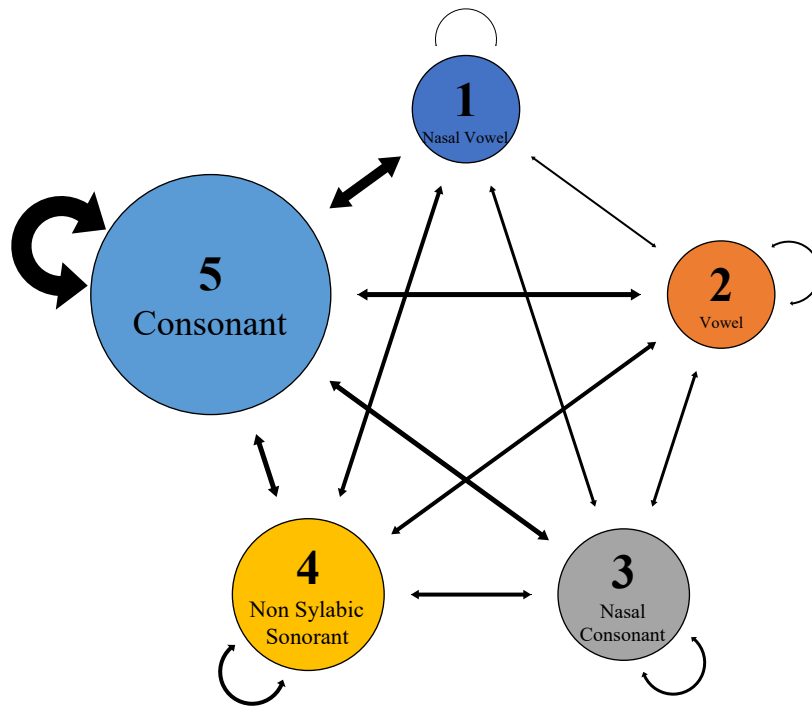 1
Nasal Vowel
5
Consonant
2
Vowel
4
Non Sylabic
Sonorant
3
Nasal
Consonant